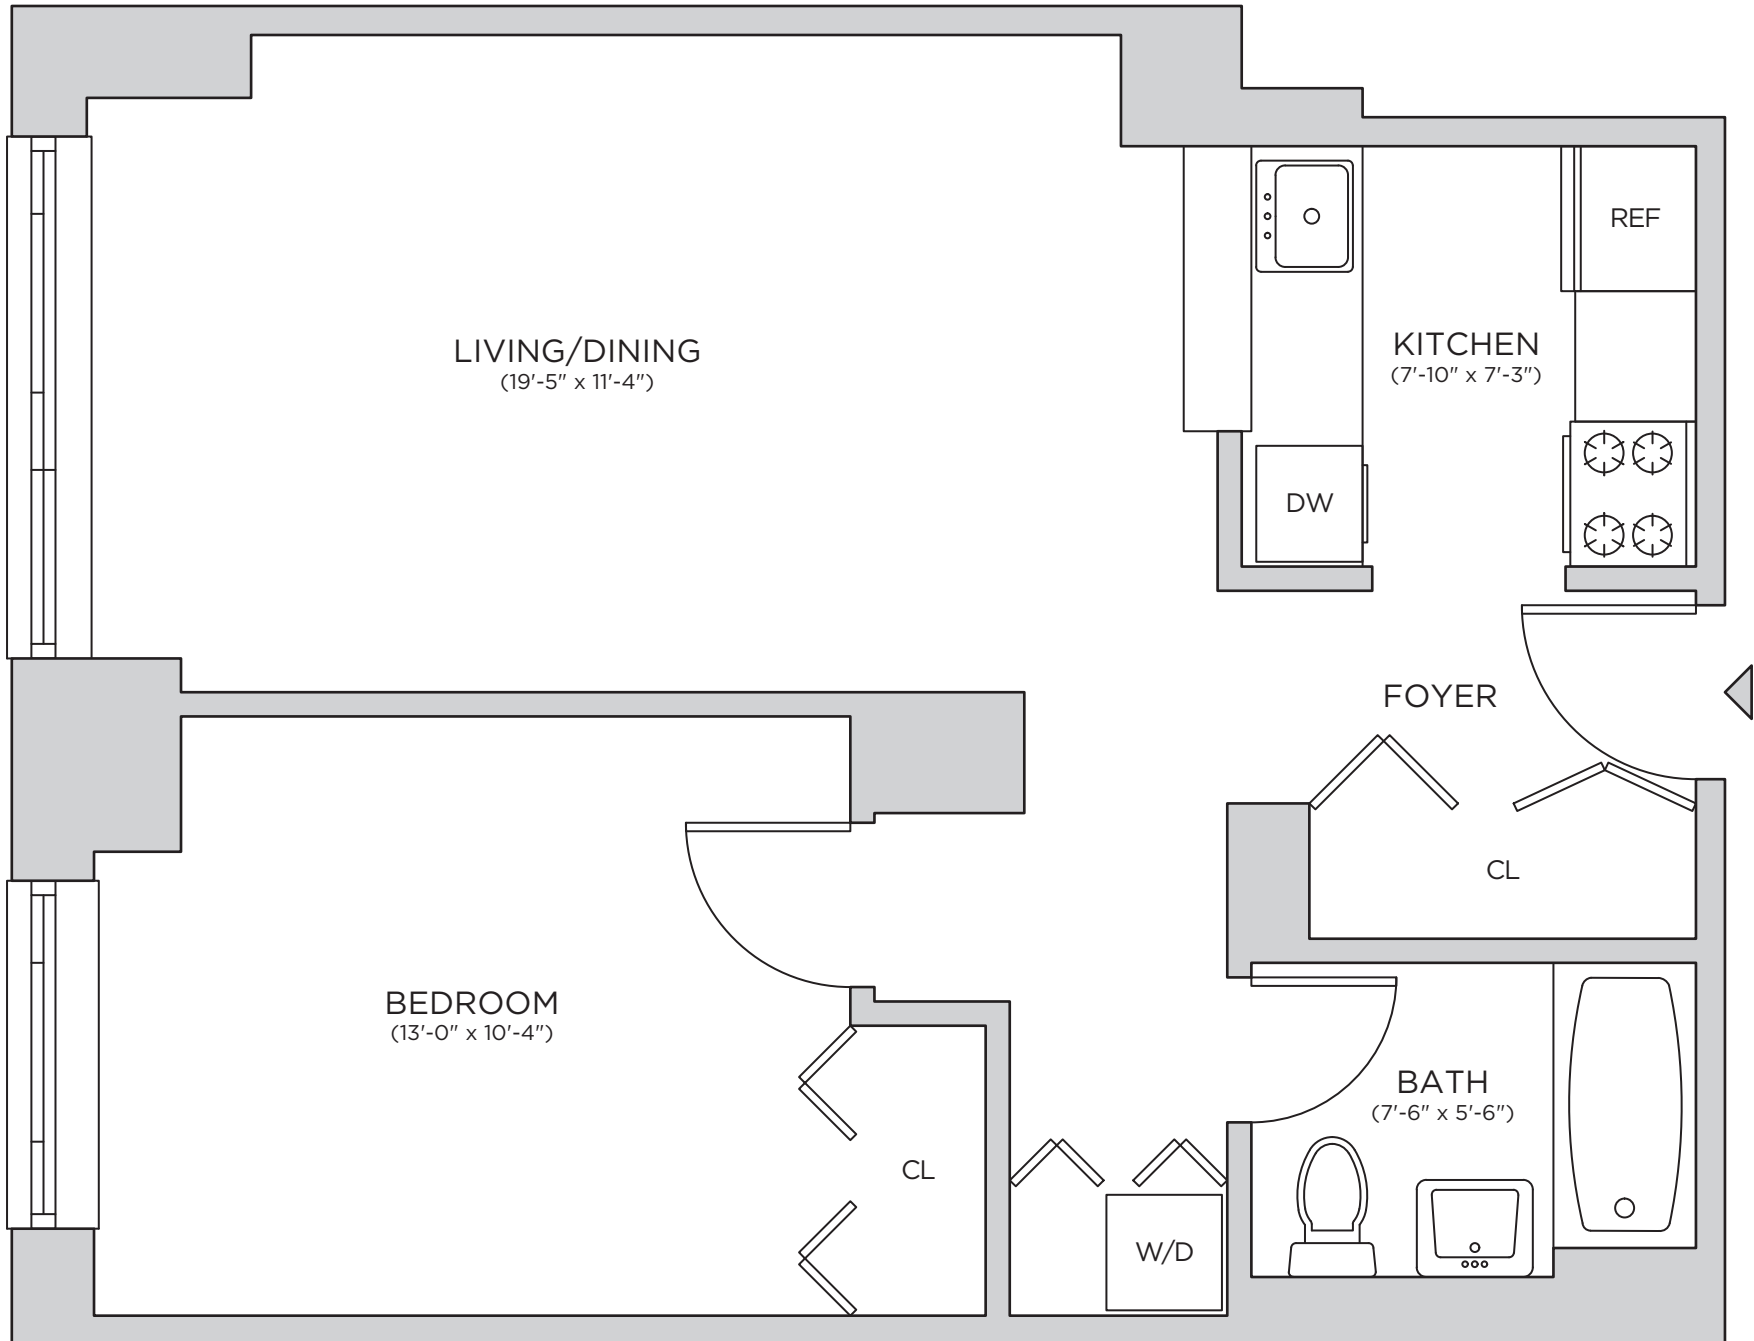 LIVING/DINING
(19'-5" x 11'-4")
KITCHEN
(7'-10" x 7'-3")
REF
DW
FOYER
CL
BEDROOM
(13'-0" x 10'-4")
CL
W/D
BATH
(7'-6" x 5'-6")